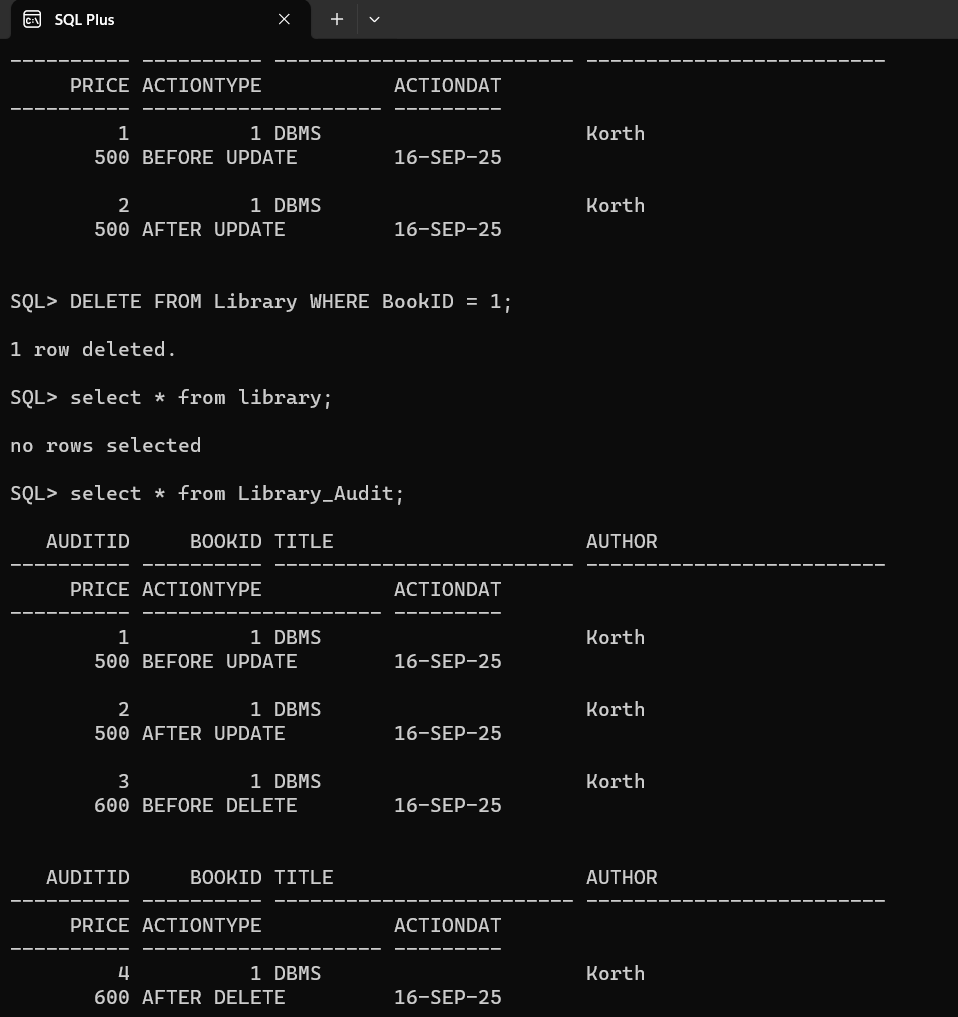 SQL Plus
---------- ---------- ------------------------- -------------------------
     PRICE ACTIONTYPE           ACTIONDAT
---------- -------------------- ---------
         1          1 DBMS                      Korth
       500 BEFORE UPDATE        16-SEP-25
         2          1 DBMS                      Korth
       500 AFTER UPDATE         16-SEP-25
SQL> DELETE FROM Library WHERE BookID = 1;
1 row deleted.
SQL> select * from library;
no rows selected
SQL> select * from Library_Audit;
   AUDITID     BOOKID TITLE                     AUTHOR
---------- ---------- ------------------------- -------------------------
     PRICE ACTIONTYPE           ACTIONDAT
---------- -------------------- ---------
         1          1 DBMS                      Korth
       500 BEFORE UPDATE        16-SEP-25
         2          1 DBMS                      Korth
       500 AFTER UPDATE         16-SEP-25
         3          1 DBMS                      Korth
       600 BEFORE DELETE        16-SEP-25
   AUDITID     BOOKID TITLE                     AUTHOR
---------- ---------- ------------------------- -------------------------
     PRICE ACTIONTYPE           ACTIONDAT
---------- -------------------- ---------
         4          1 DBMS                      Korth
       600 AFTER DELETE         16-SEP-25